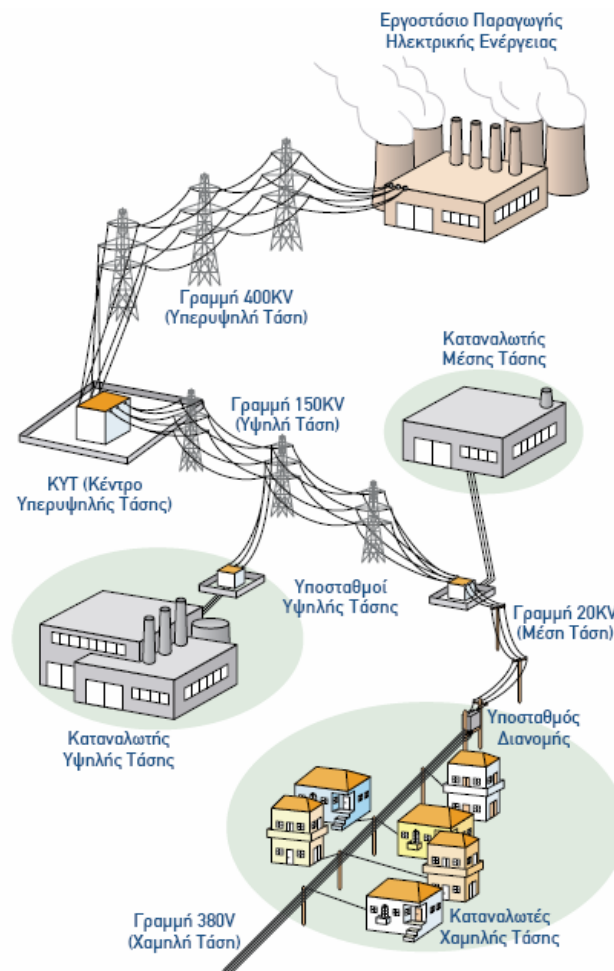 Εργοστάσιο Παραγωγής
Ηλεκτρικής Ενέργειας
Γραμμή 400KV
(Υπερυψηλή Τάση)
Καταναλωτής
Μέσης Τάσης
Γραμμή 150KV
(Υψηλή Τάση)
ΚΥΤ (Κέντρο
Υπερυψηλής Τάσης)
Υποσταθμοί
Υψηλής Τάσης
Γραμμή 20KV
(Μέση Τάση)
Καταναλωτής
Υψηλής Τάσης
Υποσταθμός
Διανομής
Γραμμή 380V
(Χαμηλή Τάση)
Καταναλωτές
Χαμηλής Τάσης